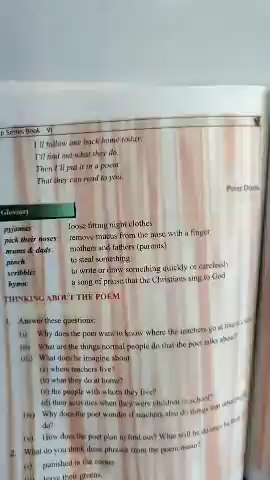 p Series Book VI
I'll follow one back home today
I'll find out what they do
Then I'll put it in a poem
That they can read to you.
Peter Dixon
Glossary
pyjamas loose fitting night clothes
pick their noses remove mucus from the nose with a finger
mums & dads mothers and fathers (parents)
pinch to steal something
scribbles to write or draw something quickly or carelessly
hymn a song of praise that the Christians sing to God
THINKING ABOUT THE POEM
1. Answer these questions:
(i) Why does the poet want to know where the teachers go at
(ii) What are the things normal people do that the poet talks about?
(iii) What does he imagine about
(a) where teachers live?
(b) what they do at home?
(c) the people with whom they live?
(d) their activities when they were children in school?
(iv) Why does the poet wonder if teachers also do things that other
do?
(v) How does the poet plan to find out? What will he do once he
2. What do you think these phrases from the poem mean?
(i) punished in the corner
(ii) leave their greens.